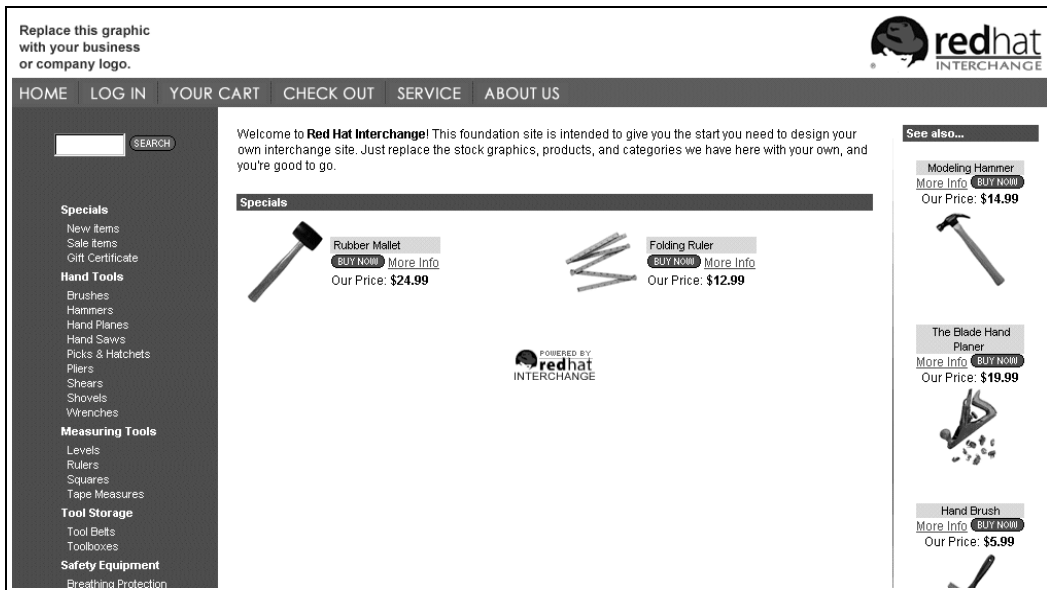 Replace this graphic
with your business
or company logo.
redhat
® INTERCHANGE
HOME LOG IN YOUR CART CHECK OUT SERVICE ABOUT US
SEARCH
Specials
New items
Sale items
Gift Certificate
Hand Tools
Brushes
Hammers
Hand Planes
Hand Saws
Picks & Hatchets
Pliers
Shears
Shovels
Wrenches
Measuring Tools
Levels
Rulers
Squares
Tape Measures
Tool Storage
Tool Belts
Toolboxes
Safety Equipment
Breathing Protection
Welcome to Red Hat Interchange! This foundation site is intended to give you the start you need to design your
own interchange site. Just replace the stock graphics, products, and categories we have here with your own, and
you're good to go.
Specials
Rubber Mallet
BUY NOW More Info
Our Price: $24.99
Folding Ruler
BUY NOW More Info
Our Price: $12.99
POWERED BY
redhat
INTERCHANGE
See also...
Modeling Hammer
More Info BUY NOW
Our Price: $14.99
The Blade Hand
Planer
More Info BUY NOW
Our Price: $19.99
Hand Brush
More Info BUY NOW
Our Price: $5.99